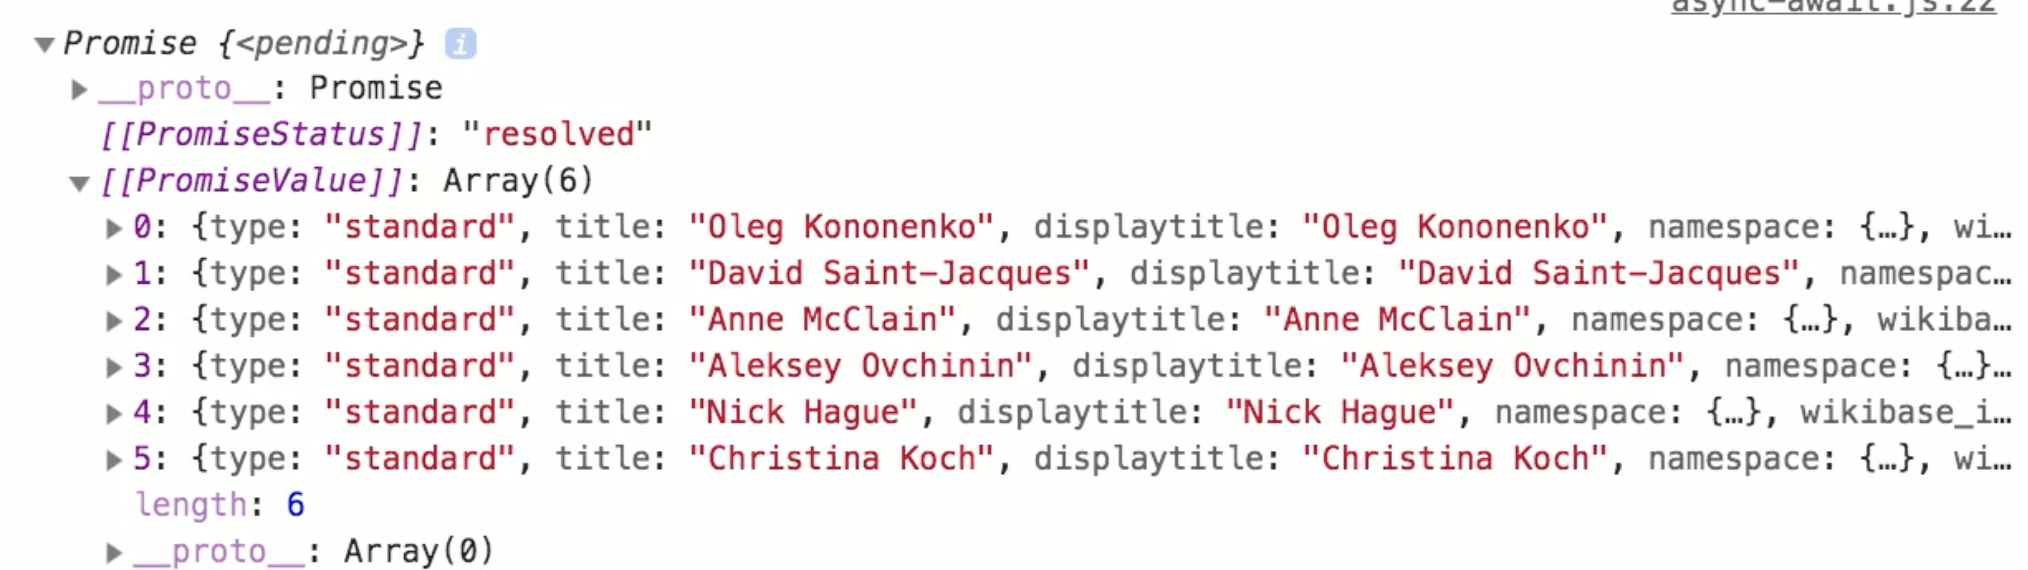 async-await.js:22
▼Promise {<pending>} i
▶__proto__: Promise
[[PromiseStatus]]: "resolved"
▼[[PromiseValue]]: Array(6)
▶0: {type: "standard", title: "Oleg Kononenko", displaytitle: "Oleg Kononenko", namespace: {…}, wi…
▶1: {type: "standard", title: "David Saint-Jacques", displaytitle: "David Saint-Jacques", namespac…
▶2: {type: "standard", title: "Anne McClain", displaytitle: "Anne McClain", namespace: {…}, wikiba…
▶3: {type: "standard", title: "Aleksey Ovchinin", displaytitle: "Aleksey Ovchinin", namespace: {…}…
▶4: {type: "standard", title: "Nick Hague", displaytitle: "Nick Hague", namespace: {…}, wikibase_i…
▶5: {type: "standard", title: "Christina Koch", displaytitle: "Christina Koch", namespace: {…}, wi…
length: 6
▶__proto__: Array(0)